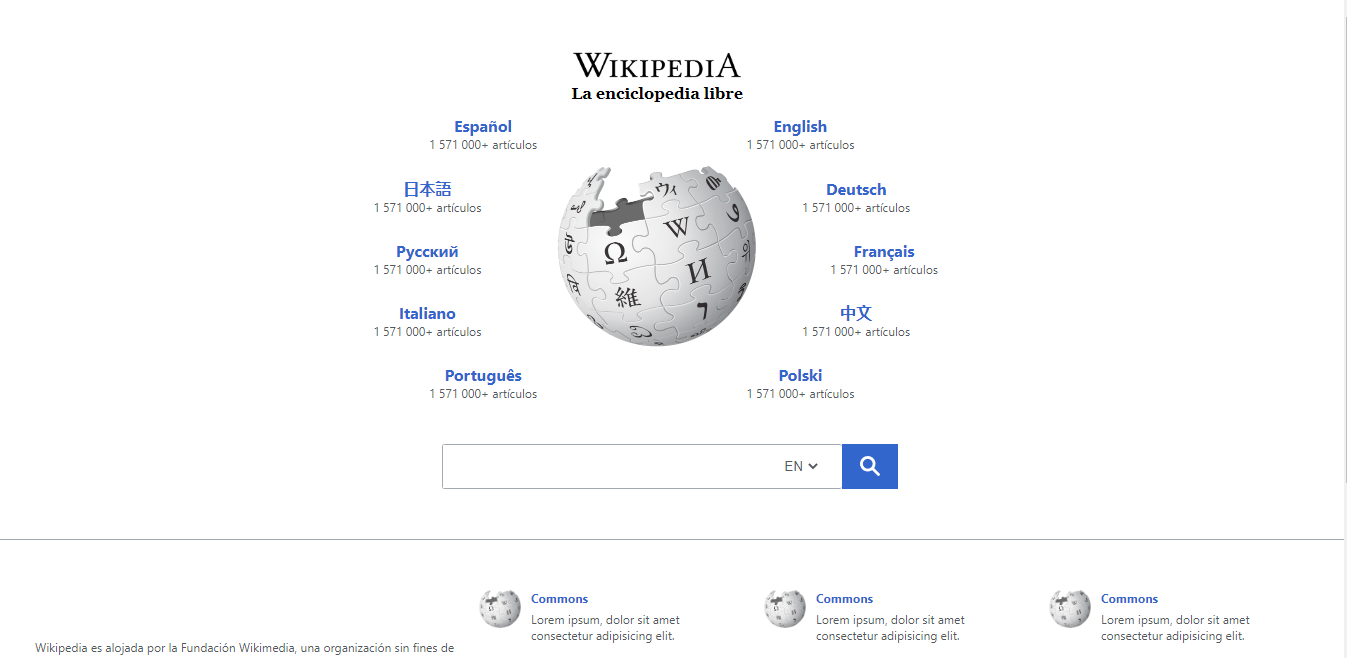 WIKIPEDIA
La enciclopedia libre
Español
1 571 000+ artículos
English
1 571 000+ artículos
日本語
1 571 000+ artículos
Deutsch
1 571 000+ artículos
Русский
1 571 000+ artículos
Français
1 571 000+ artículos
Italiano
1 571 000+ artículos
中文
1 571 000+ artículos
Português
1 571 000+ artículos
Polski
1 571 000+ artículos
Ω
W
И
維
ウィ
EN
Commons
Lorem ipsum, dolor sit amet
consectetur adipisicing elit.
Commons
Lorem ipsum, dolor sit amet
consectetur adipisicing elit.
Commons
Lorem ipsum, dolor sit amet
consectetur adipisicing elit.
Wikipedia es alojada por la Fundación Wikimedia, una organización sin fines de